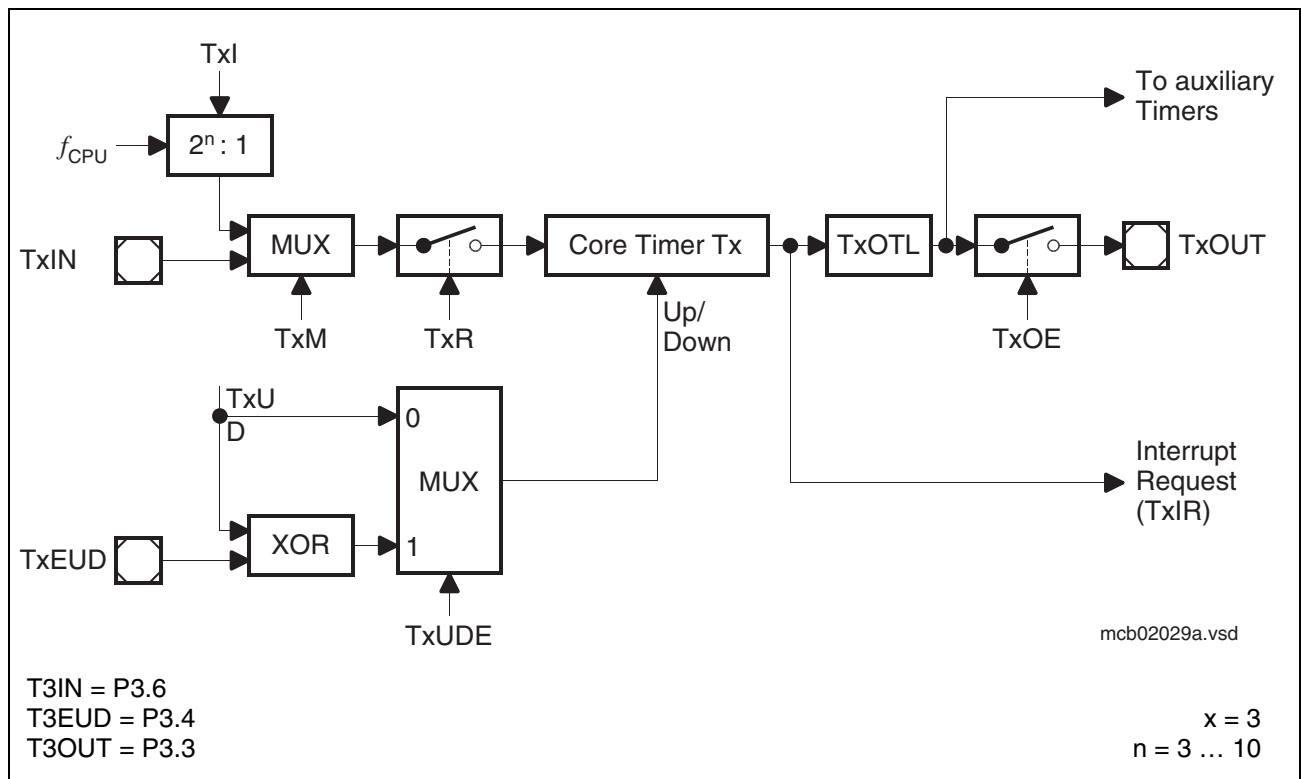 TxI
fCPU
2ⁿ : 1
To auxiliary
Timers
TxIN
MUX
Core Timer Tx
TxOTL
TxOUT
TxM
TxR
Up/
Down
TxOE
TxU
D
0
MUX
Interrupt
Request
(TxIR)
TxEUD
XOR
1
TxUDE
mcb02029a.vsd
T3IN = P3.6
T3EUD = P3.4
T3OUT = P3.3
x = 3
n = 3 … 10